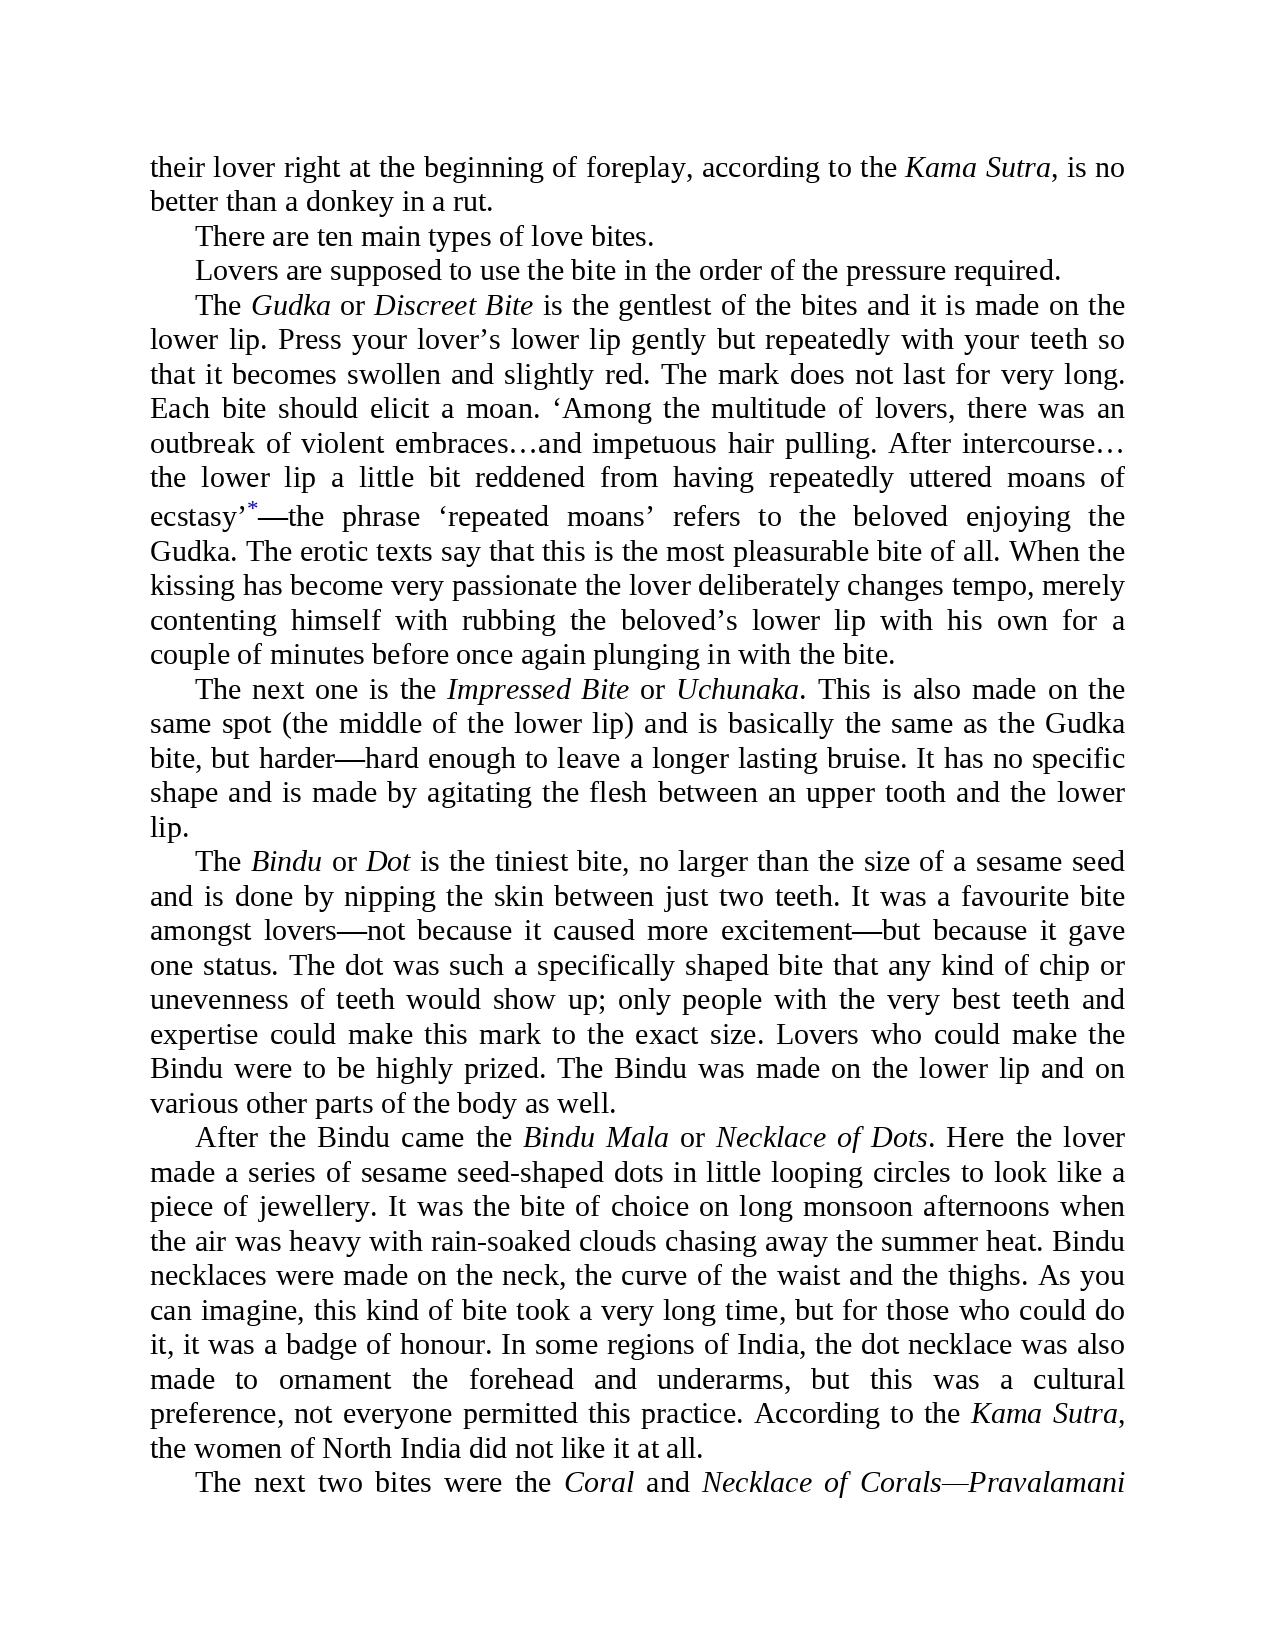 their lover right at the beginning of foreplay, according to the Kama Sutra, is no
better than a donkey in a rut.
There are ten main types of love bites.
Lovers are supposed to use the bite in the order of the pressure required.
The Gudka or Discreet Bite is the gentlest of the bites and it is made on the
lower lip. Press your lover’s lower lip gently but repeatedly with your teeth so
that it becomes swollen and slightly red. The mark does not last for very long.
Each bite should elicit a moan. ‘Among the multitude of lovers, there was an
outbreak of violent embraces…and impetuous hair pulling. After intercourse…
the lower lip a little bit reddened from having repeatedly uttered moans of
ecstasy’*—the phrase ‘repeated moans’ refers to the beloved enjoying the
Gudka. The erotic texts say that this is the most pleasurable bite of all. When the
kissing has become very passionate the lover deliberately changes tempo, merely
contenting himself with rubbing the beloved’s lower lip with his own for a
couple of minutes before once again plunging in with the bite.
The next one is the Impressed Bite or Uchunaka. This is also made on the
same spot (the middle of the lower lip) and is basically the same as the Gudka
bite, but harder—hard enough to leave a longer lasting bruise. It has no specific
shape and is made by agitating the flesh between an upper tooth and the lower
lip.
The Bindu or Dot is the tiniest bite, no larger than the size of a sesame seed
and is done by nipping the skin between just two teeth. It was a favourite bite
amongst lovers—not because it caused more excitement—but because it gave
one status. The dot was such a specifically shaped bite that any kind of chip or
unevenness of teeth would show up; only people with the very best teeth and
expertise could make this mark to the exact size. Lovers who could make the
Bindu were to be highly prized. The Bindu was made on the lower lip and on
various other parts of the body as well.
After the Bindu came the Bindu Mala or Necklace of Dots. Here the lover
made a series of sesame seed-shaped dots in little looping circles to look like a
piece of jewellery. It was the bite of choice on long monsoon afternoons when
the air was heavy with rain-soaked clouds chasing away the summer heat. Bindu
necklaces were made on the neck, the curve of the waist and the thighs. As you
can imagine, this kind of bite took a very long time, but for those who could do
it, it was a badge of honour. In some regions of India, the dot necklace was also
made to ornament the forehead and underarms, but this was a cultural
preference, not everyone permitted this practice. According to the Kama Sutra,
the women of North India did not like it at all.
The next two bites were the Coral and Necklace of Corals—Pravalamani